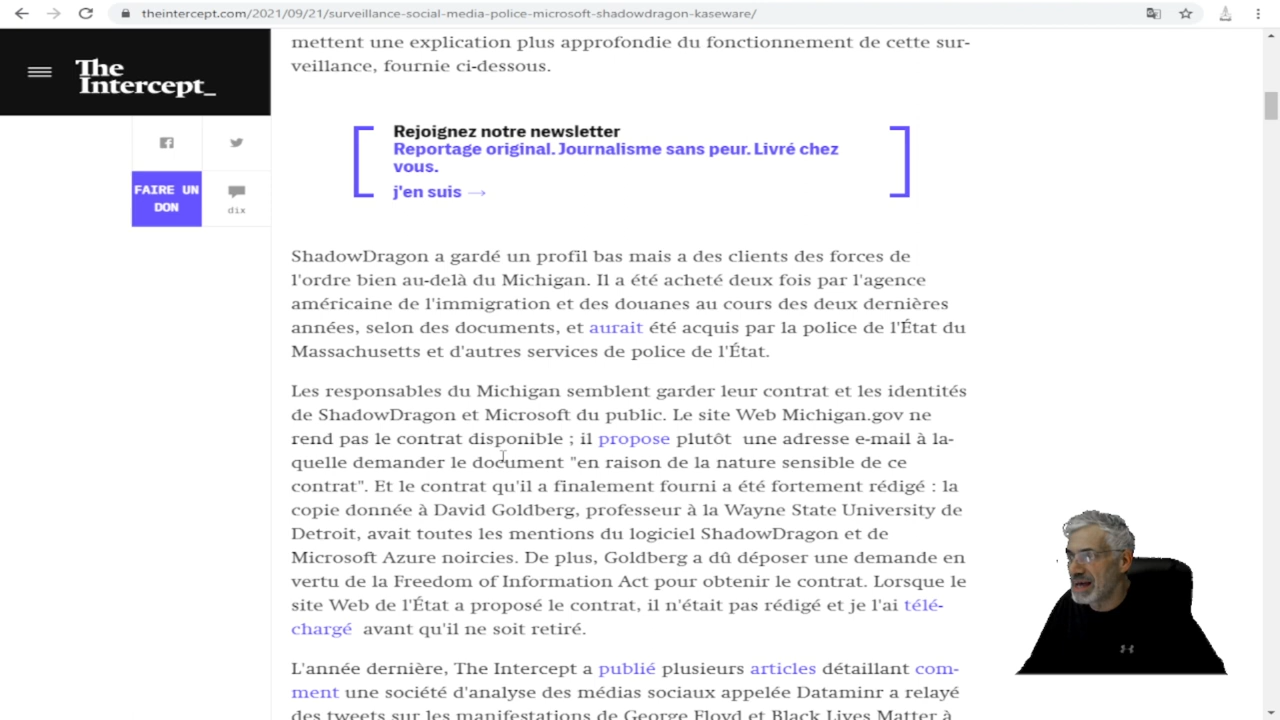 theintercept.com/2021/09/21/surveillance-social-media-police-microsoft-shadowdragon-kaseware/
The
Intercept_
FAIRE UN
DON
dix
mettent une explication plus approfondie du fonctionnement de cette sur-
veillance, fournie ci-dessous.
Rejoignez notre newsletter
Reportage original. Journalisme sans peur. Livré chez
vous.
j'en suis →
ShadowDragon a gardé un profil bas mais a des clients des forces de
l'ordre bien au-delà du Michigan. Il a été acheté deux fois par l'agence
américaine de l'immigration et des douanes au cours des deux dernières
années, selon des documents, et aurait été acquis par la police de l'État du
Massachusetts et d'autres services de police de l'État.
Les responsables du Michigan semblent garder leur contrat et les identités
de ShadowDragon et Microsoft du public. Le site Web Michigan.gov ne
rend pas le contrat disponible ; il propose plutôt une adresse e-mail à la-
quelle demander le document "en raison de la nature sensible de ce
contrat". Et le contrat qu'il a finalement fourni a été fortement rédigé : la
copie donnée à David Goldberg, professeur à la Wayne State University de
Detroit, avait toutes les mentions du logiciel ShadowDragon et de
Microsoft Azure noircies. De plus, Goldberg a dû déposer une demande en
vertu de la Freedom of Information Act pour obtenir le contrat. Lorsque le
site Web de l'État a proposé le contrat, il n'était pas rédigé et je l'ai télé-
chargé avant qu'il ne soit retiré.
L'année dernière, The Intercept a publié plusieurs articles détaillant com-
ment une société d'analyse des médias sociaux appelée Dataminr a relayé
des tweets sur les manifestations de George Floyd et Black Lives Matter à